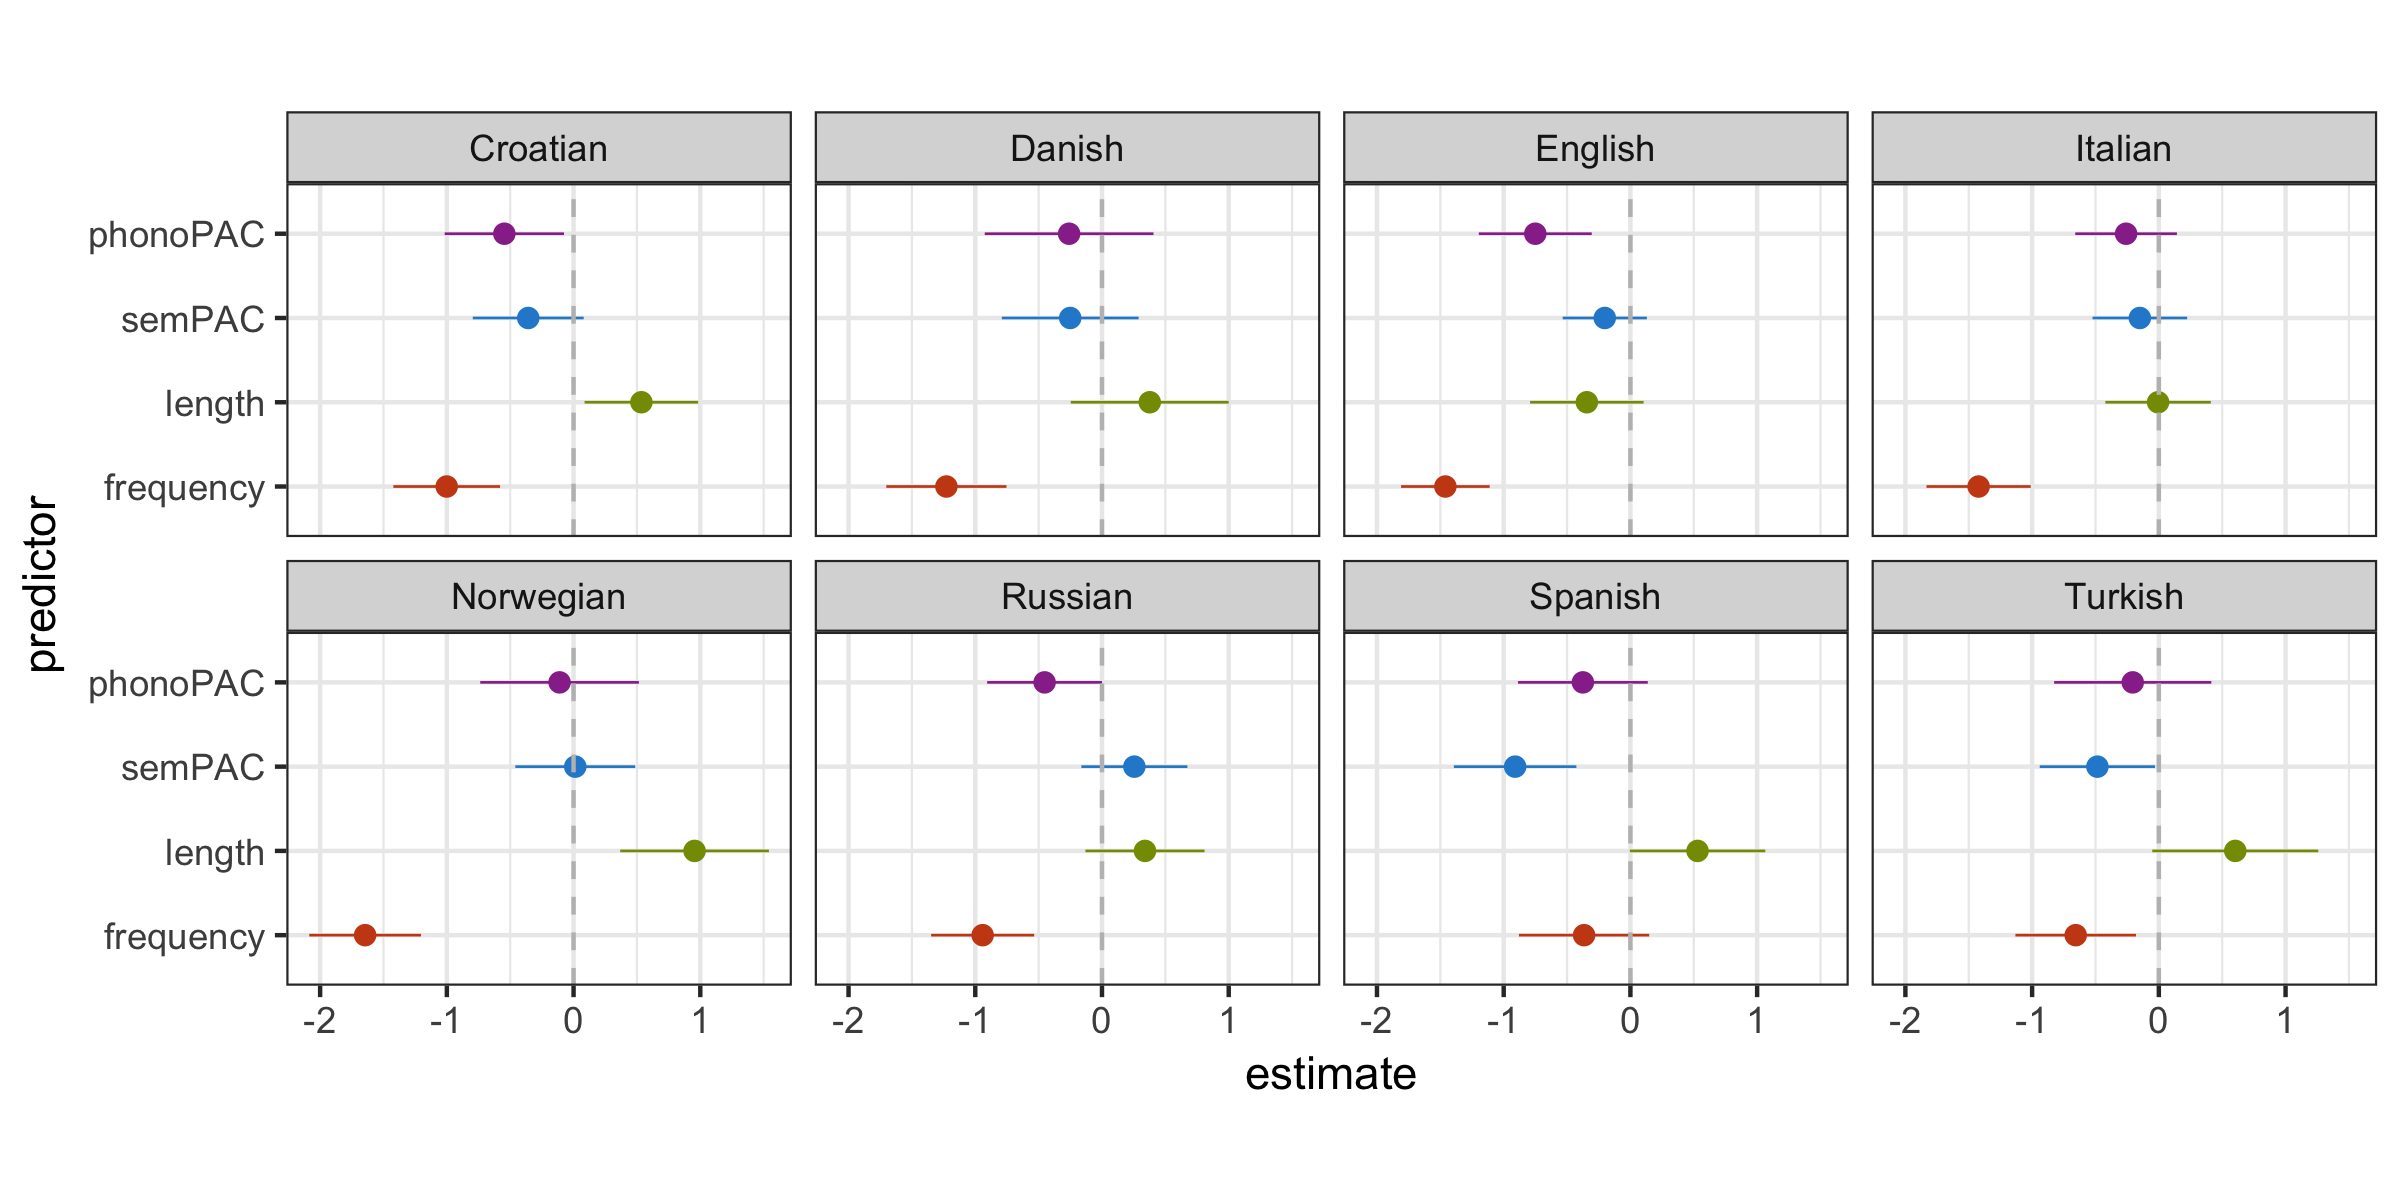 Croatian
Danish
English
Italian
phonoPAC
semPAC
length
frequency
predictor
Norwegian
Russian
Spanish
Turkish
phonoPAC
semPAC
length
frequency
-2 -1 0 1
-2 -1 0 1
-2 -1 0 1
-2 -1 0 1
estimate